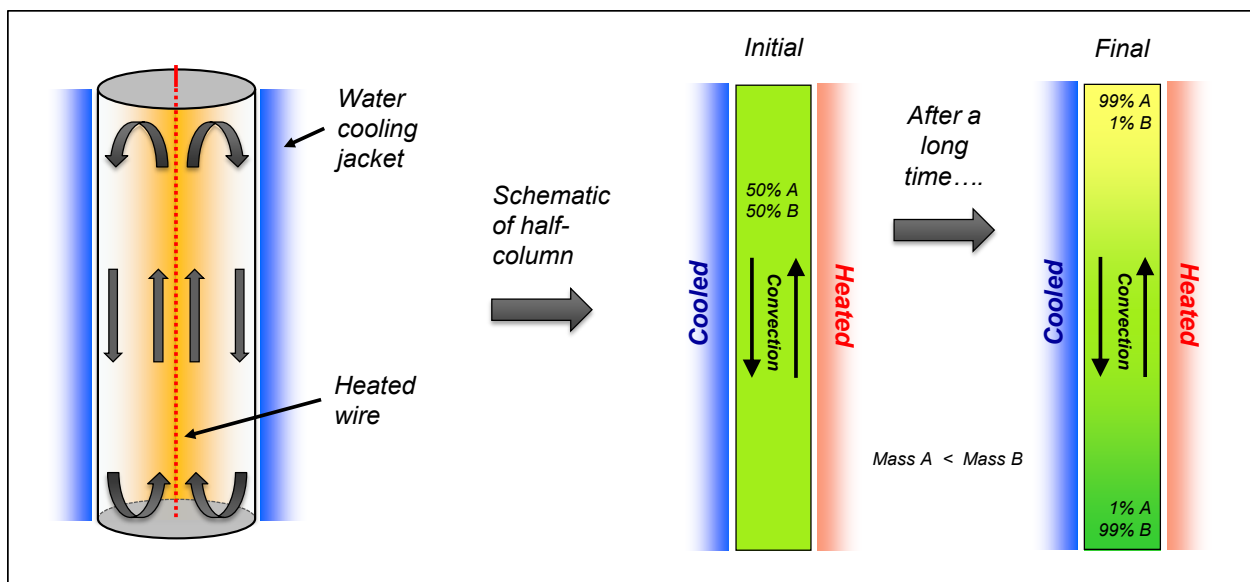 Water
cooling
jacket
Heated
wire
Schematic
of half-
column
Initial
50% A
50% B
Cooled
Convection
Heated
After a
long
time….
Mass A < Mass B
Final
99% A
1% B
Cooled
Convection
Heated
1% A
99% B